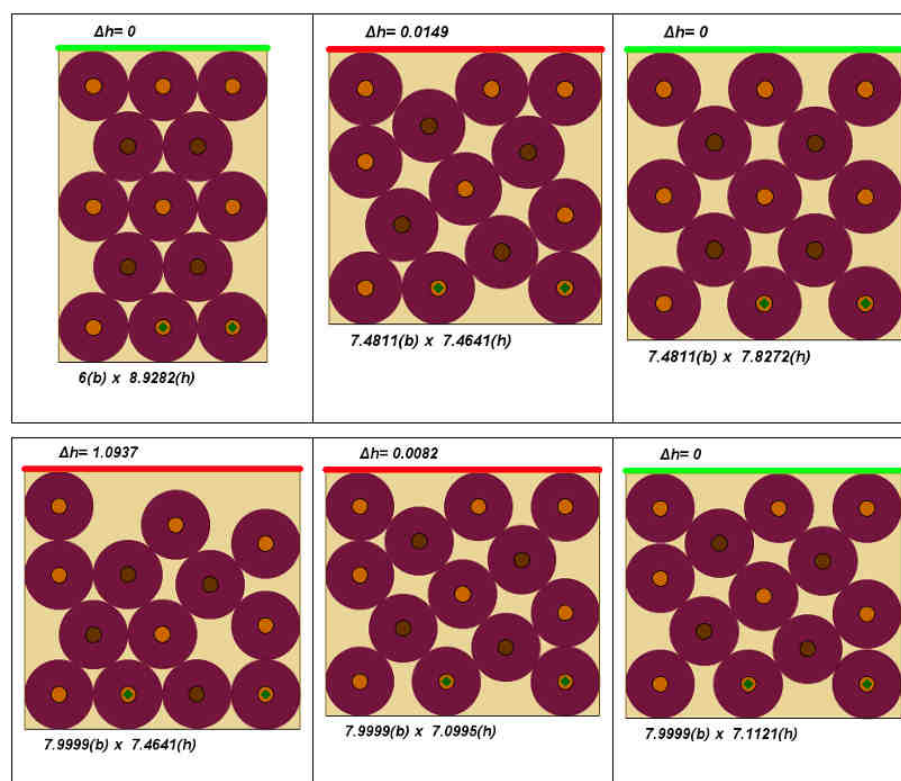 Δh= 0
Δh= 0.0149
Δh= 0
6(b) x 8.9282(h)
7.4811(b) x 7.4641(h)
7.4811(b) x 7.8272(h)
Δh= 1.0937
Δh= 0.0082
Δh= 0
7.9999(b) x 7.4641(h)
7.9999(b) x 7.0995(h)
7.9999(b) x 7.1121(h)